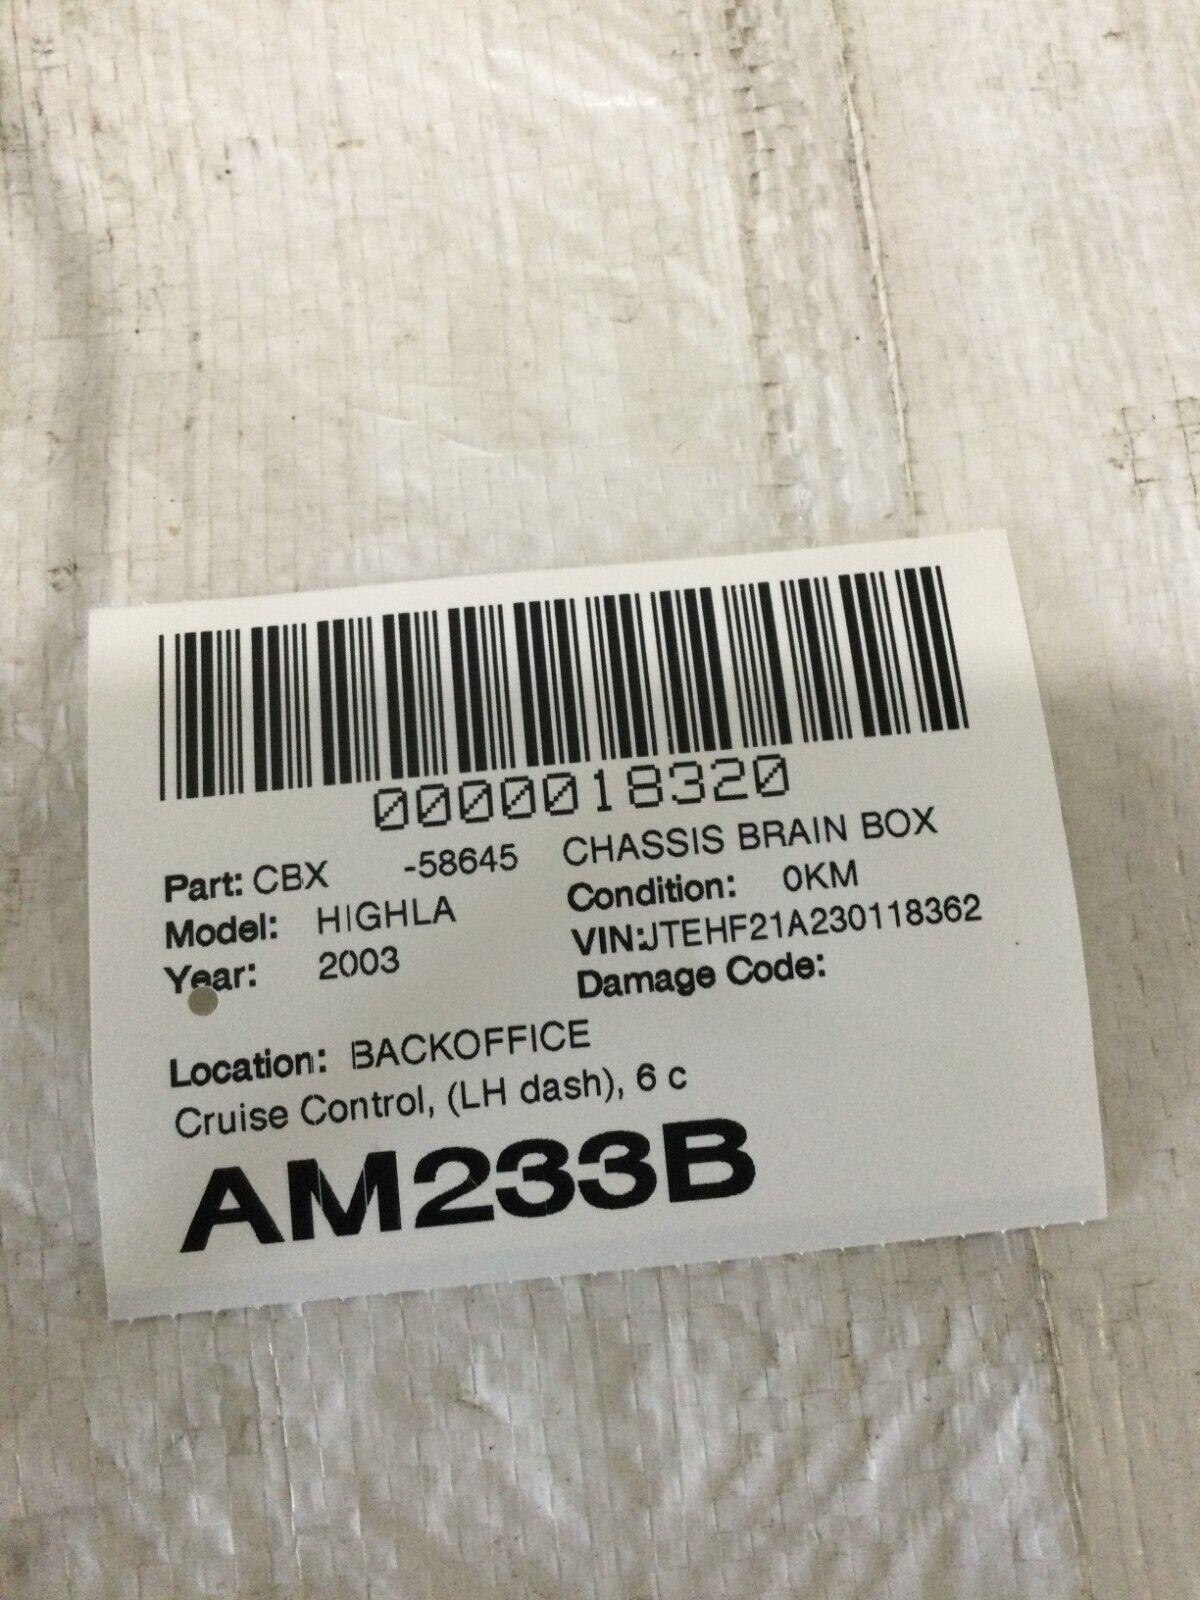 0000018320
Part: CBX -58645 CHASSIS BRAIN BOX
Model: HIGHLA Condition: 0KM
Year: 2003 VIN:JTEHF21A230118362
Damage Code:
Location: BACKOFFICE
Cruise Control, (LH dash), 6 c
AM233B